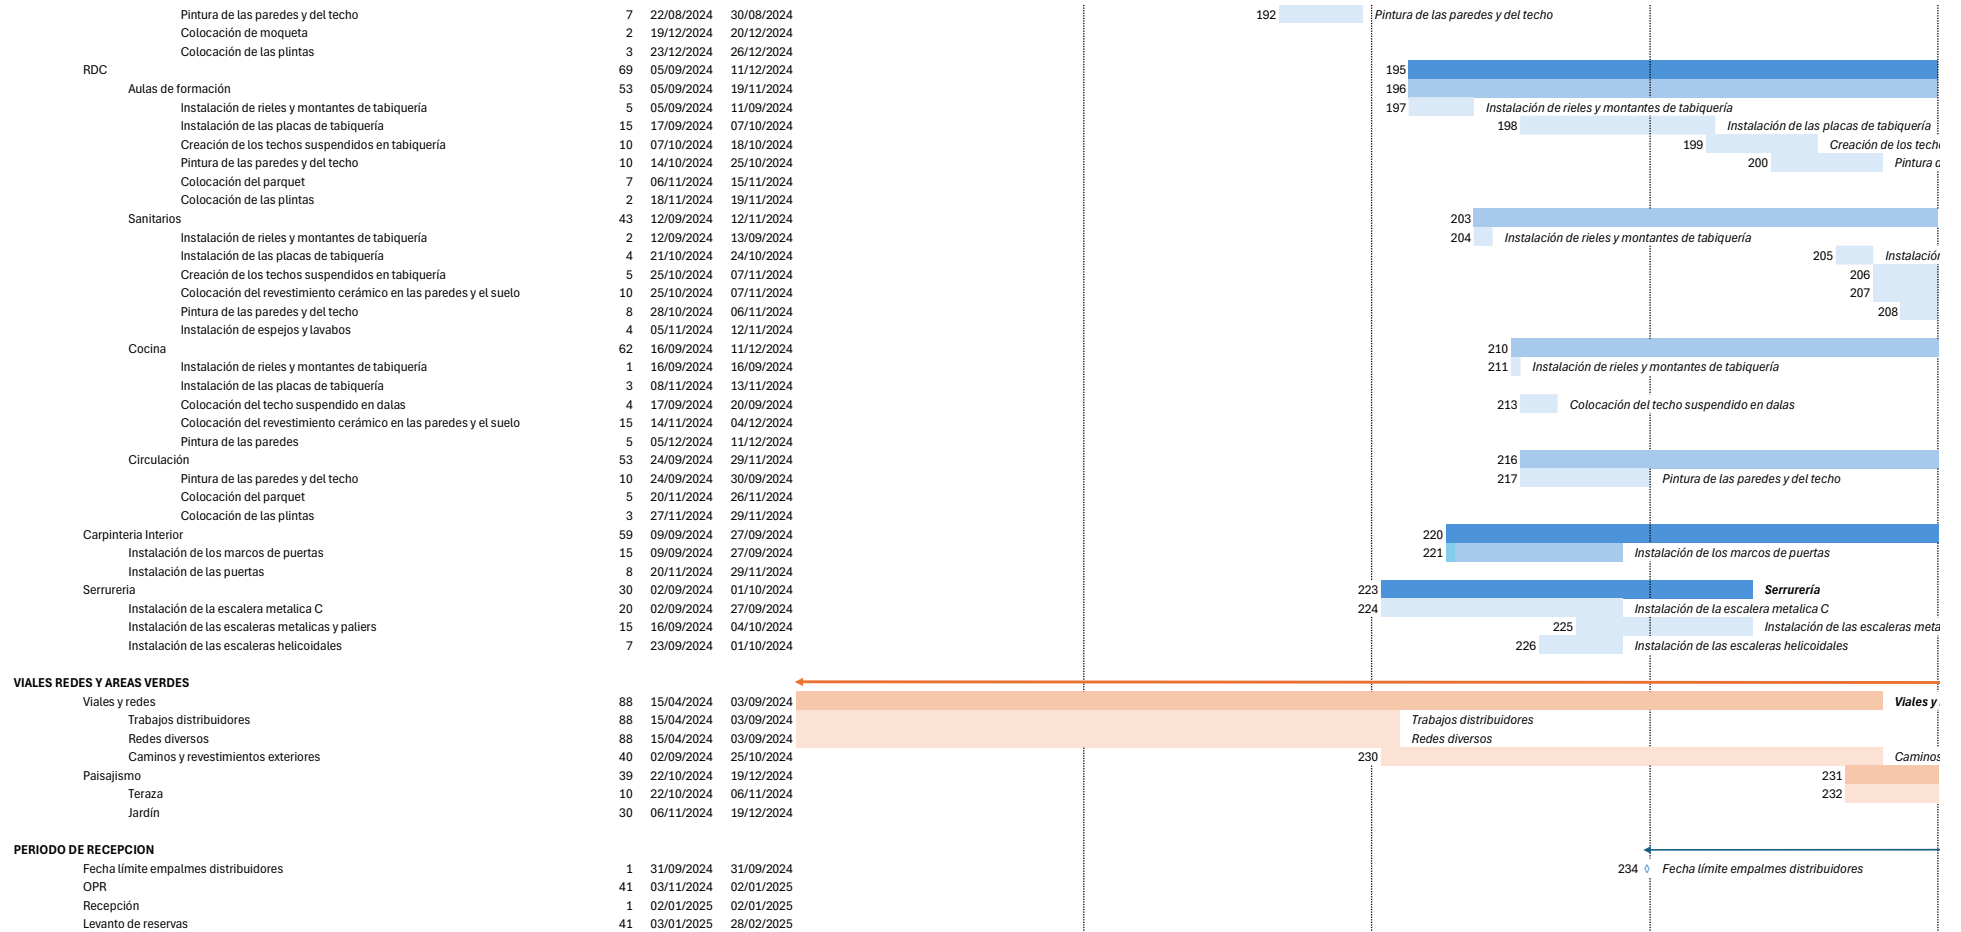 Pintura de las paredes y del techo 7 22/08/2024 30/08/2024 192 Pintura de las paredes y del techo
Colocación de moqueta 2 19/12/2024 20/12/2024
Colocación de las plintas 3 23/12/2024 26/12/2024
RDC 69 05/09/2024 11/12/2024 195
Aulas de formación 53 05/09/2024 19/11/2024 196
Instalación de rieles y montantes de tabiquería 5 05/09/2024 11/09/2024 197 Instalación de rieles y montantes de tabiquería
Instalación de las placas de tabiquería 15 17/09/2024 07/10/2024 198 Instalación de las placas de tabiquería
Creación de los techos suspendidos en tabiquería 10 07/10/2024 18/10/2024 199 Creación de los techo
Pintura de las paredes y del techo 10 14/10/2024 25/10/2024 200 Pintura d
Colocación del parquet 7 06/11/2024 15/11/2024
Colocación de las plintas 2 18/11/2024 19/11/2024
Sanitarios 43 12/09/2024 12/11/2024 203
Instalación de rieles y montantes de tabiquería 2 12/09/2024 13/09/2024 204 Instalación de rieles y montantes de tabiquería
Instalación de las placas de tabiquería 4 21/10/2024 24/10/2024 205 Instalación
Creación de los techos suspendidos en tabiquería 5 25/10/2024 07/11/2024 206
Colocación del revestimiento cerámico en las paredes y el suelo 10 25/10/2024 07/11/2024 207
Pintura de las paredes y del techo 8 28/10/2024 06/11/2024 208
Instalación de espejos y lavabos 4 05/11/2024 12/11/2024
Cocina 62 16/09/2024 11/12/2024 210
Instalación de rieles y montantes de tabiquería 1 16/09/2024 16/09/2024 211 Instalación de rieles y montantes de tabiquería
Instalación de las placas de tabiquería 3 08/11/2024 13/11/2024
Colocación del techo suspendido en dalas 4 17/09/2024 20/09/2024 213 Colocación del techo suspendido en dalas
Colocación del revestimiento cerámico en las paredes y el suelo 15 14/11/2024 04/12/2024
Pintura de las paredes 5 05/12/2024 11/12/2024
Circulación 53 24/09/2024 29/11/2024 216
Pintura de las paredes y del techo 10 24/09/2024 30/09/2024 217 Pintura de las paredes y del techo
Colocación del parquet 5 20/11/2024 26/11/2024
Colocación de las plintas 3 27/11/2024 29/11/2024
Carpinteria Interior 59 09/09/2024 27/09/2024 220
Instalación de los marcos de puertas 15 09/09/2024 27/09/2024 221 Instalación de los marcos de puertas
Instalación de las puertas 8 20/11/2024 29/11/2024
Serrureria 30 02/09/2024 01/10/2024 223 Serrurería
Instalación de la escalera metalica C 20 02/09/2024 27/09/2024 224 Instalación de la escalera metalica C
Instalación de las escaleras metalicas y paliers 15 16/09/2024 04/10/2024 225 Instalación de las escaleras meta
Instalación de las escaleras helicoidales 7 23/09/2024 01/10/2024 226 Instalación de las escaleras helicoidales
VIALES REDES Y AREAS VERDES
Viales y redes 88 15/04/2024 03/09/2024 Viales y
Trabajos distribuidores 88 15/04/2024 03/09/2024 Trabajos distribuidores
Redes diversos 88 15/04/2024 03/09/2024 Redes diversos
Caminos y revestimientos exteriores 40 02/09/2024 25/10/2024 230 Caminos
Paisajismo 39 22/10/2024 19/12/2024 231
Teraza 10 22/10/2024 06/11/2024 232
Jardín 30 06/11/2024 19/12/2024
PERIODO DE RECEPCION
Fecha límite empalmes distribuidores 1 31/09/2024 31/09/2024 234 Fecha límite empalmes distribuidores
OPR 41 03/11/2024 02/01/2025
Recepción 1 02/01/2025 02/01/2025
Levanto de reservas 41 03/01/2025 28/02/2025